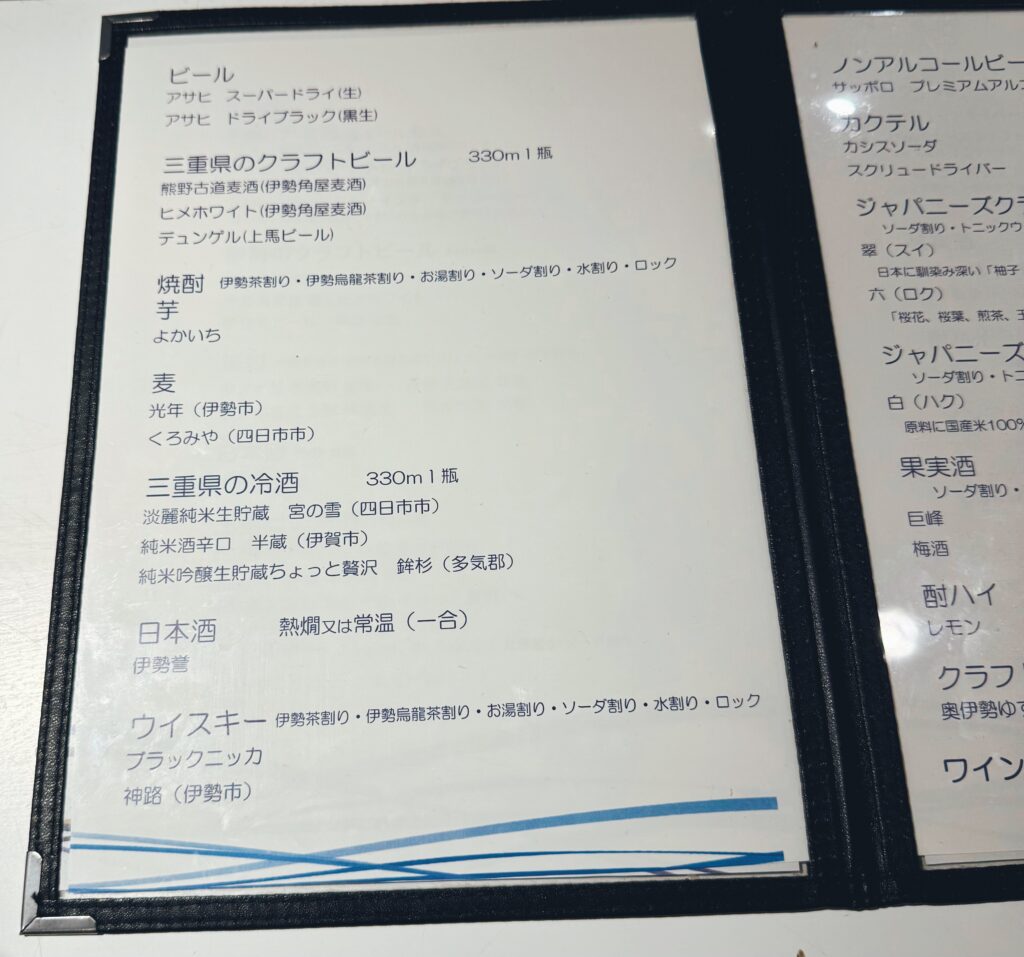 ビール
アサヒ　スーパードライ(生)
アサヒ　ドライブラック(黒生)
三重県のクラフトビール　330ml瓶
熊野古道麦酒(伊勢角屋麦酒)
ヒメホワイト(伊勢角屋麦酒)
デュンゲル(上馬ビール)
焼酎　伊勢茶割り・伊勢烏龍茶割り・お湯割り・ソーダ割り・水割・ロック
芋
よかいち
麦
光年（伊勢市）
くろみや（四日市市）
三重県の冷酒　330ml瓶
淡麗純米生貯蔵　宮の雪（四日市市）
純米酒辛口　半蔵（伊賀市）
純米吟醸生貯蔵ちょっと贅沢　鉾杉（多気郡）
日本酒　熱燗又は常温（一合）
伊勢誉
ウイスキー 伊勢茶割り・伊勢烏龍茶割り・お湯割り・ソーダ割り・水割・ロック
ブラックニッカ
神路（伊勢市）
ノンアルコールビー
サッポロ　プレミアムアル
カクテル
カシスソーダ
スクリュードライバー
ジャパニーズクラ
ソーダ割り・トニックウ
翠（スイ）
日本に馴染み深い「柚子
六（ロク）
「桜花、桜葉、煎茶、玉
ジャパニーズ
ソーダ割り・トニ
白（ハク）
原料に国産米100%
果実酒
ソーダ割り・
巨峰
梅酒
酎ハイ
レモン
クラフ
奥伊勢ゆず
ワイン